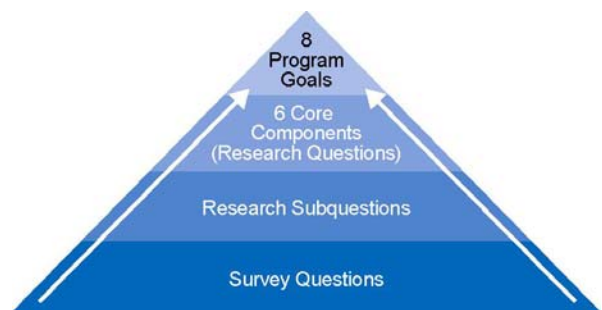 8
Program
Goals
6 Core
Components
(Research Questions)
Research Subquestions
Survey Questions